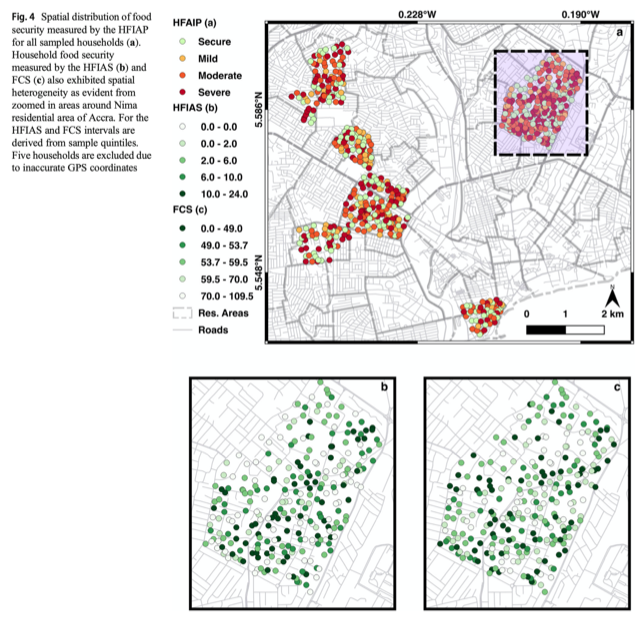 Fig. 4 Spatial distribution of food
security measured by the HFIAP
for all sampled households (a).
Household food security
measured by the HFIAS (b) and
FCS (c) also exhibited spatial
heterogeneity as evident from
zoomed in areas around Nima
residential area of Accra. For the
HFIAS and FCS intervals are
derived from sample quintiles.
Five households are excluded due
to inaccurate GPS coordinates
HFAIP (a)
Secure
Mild
Moderate
Severe
HFIAS (b)
0.0 - 0.0
0.0 - 2.0
2.0 - 6.0
6.0 - 10.0
10.0 - 24.0
FCS (c)
0.0 - 49.0
49.0 - 53.7
53.7 - 59.5
59.5 - 70.0
70.0 - 109.5
Res. Areas
Roads
0.228°W
0.190°W
5.586°N
5.548°N
a
N
0 1 2 km
b
c